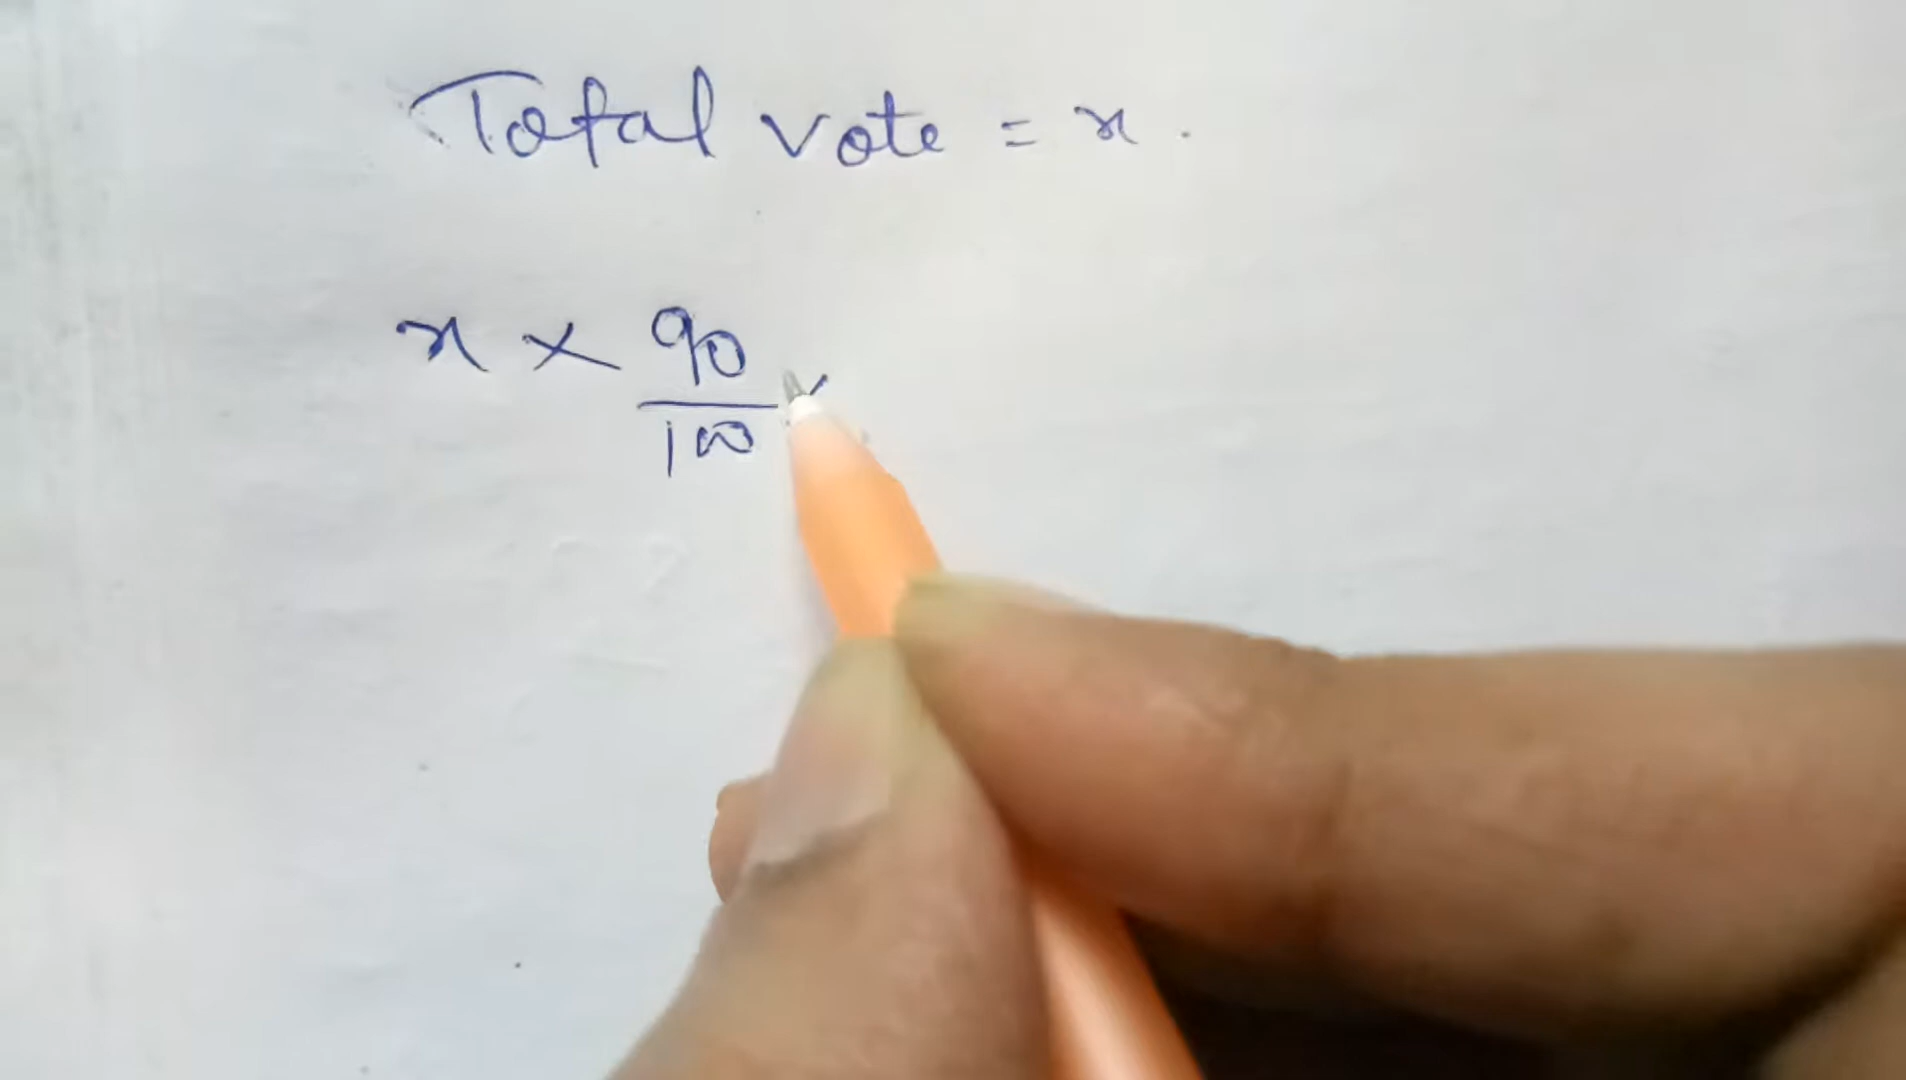 Total vote = x.
x × 90/100 ×